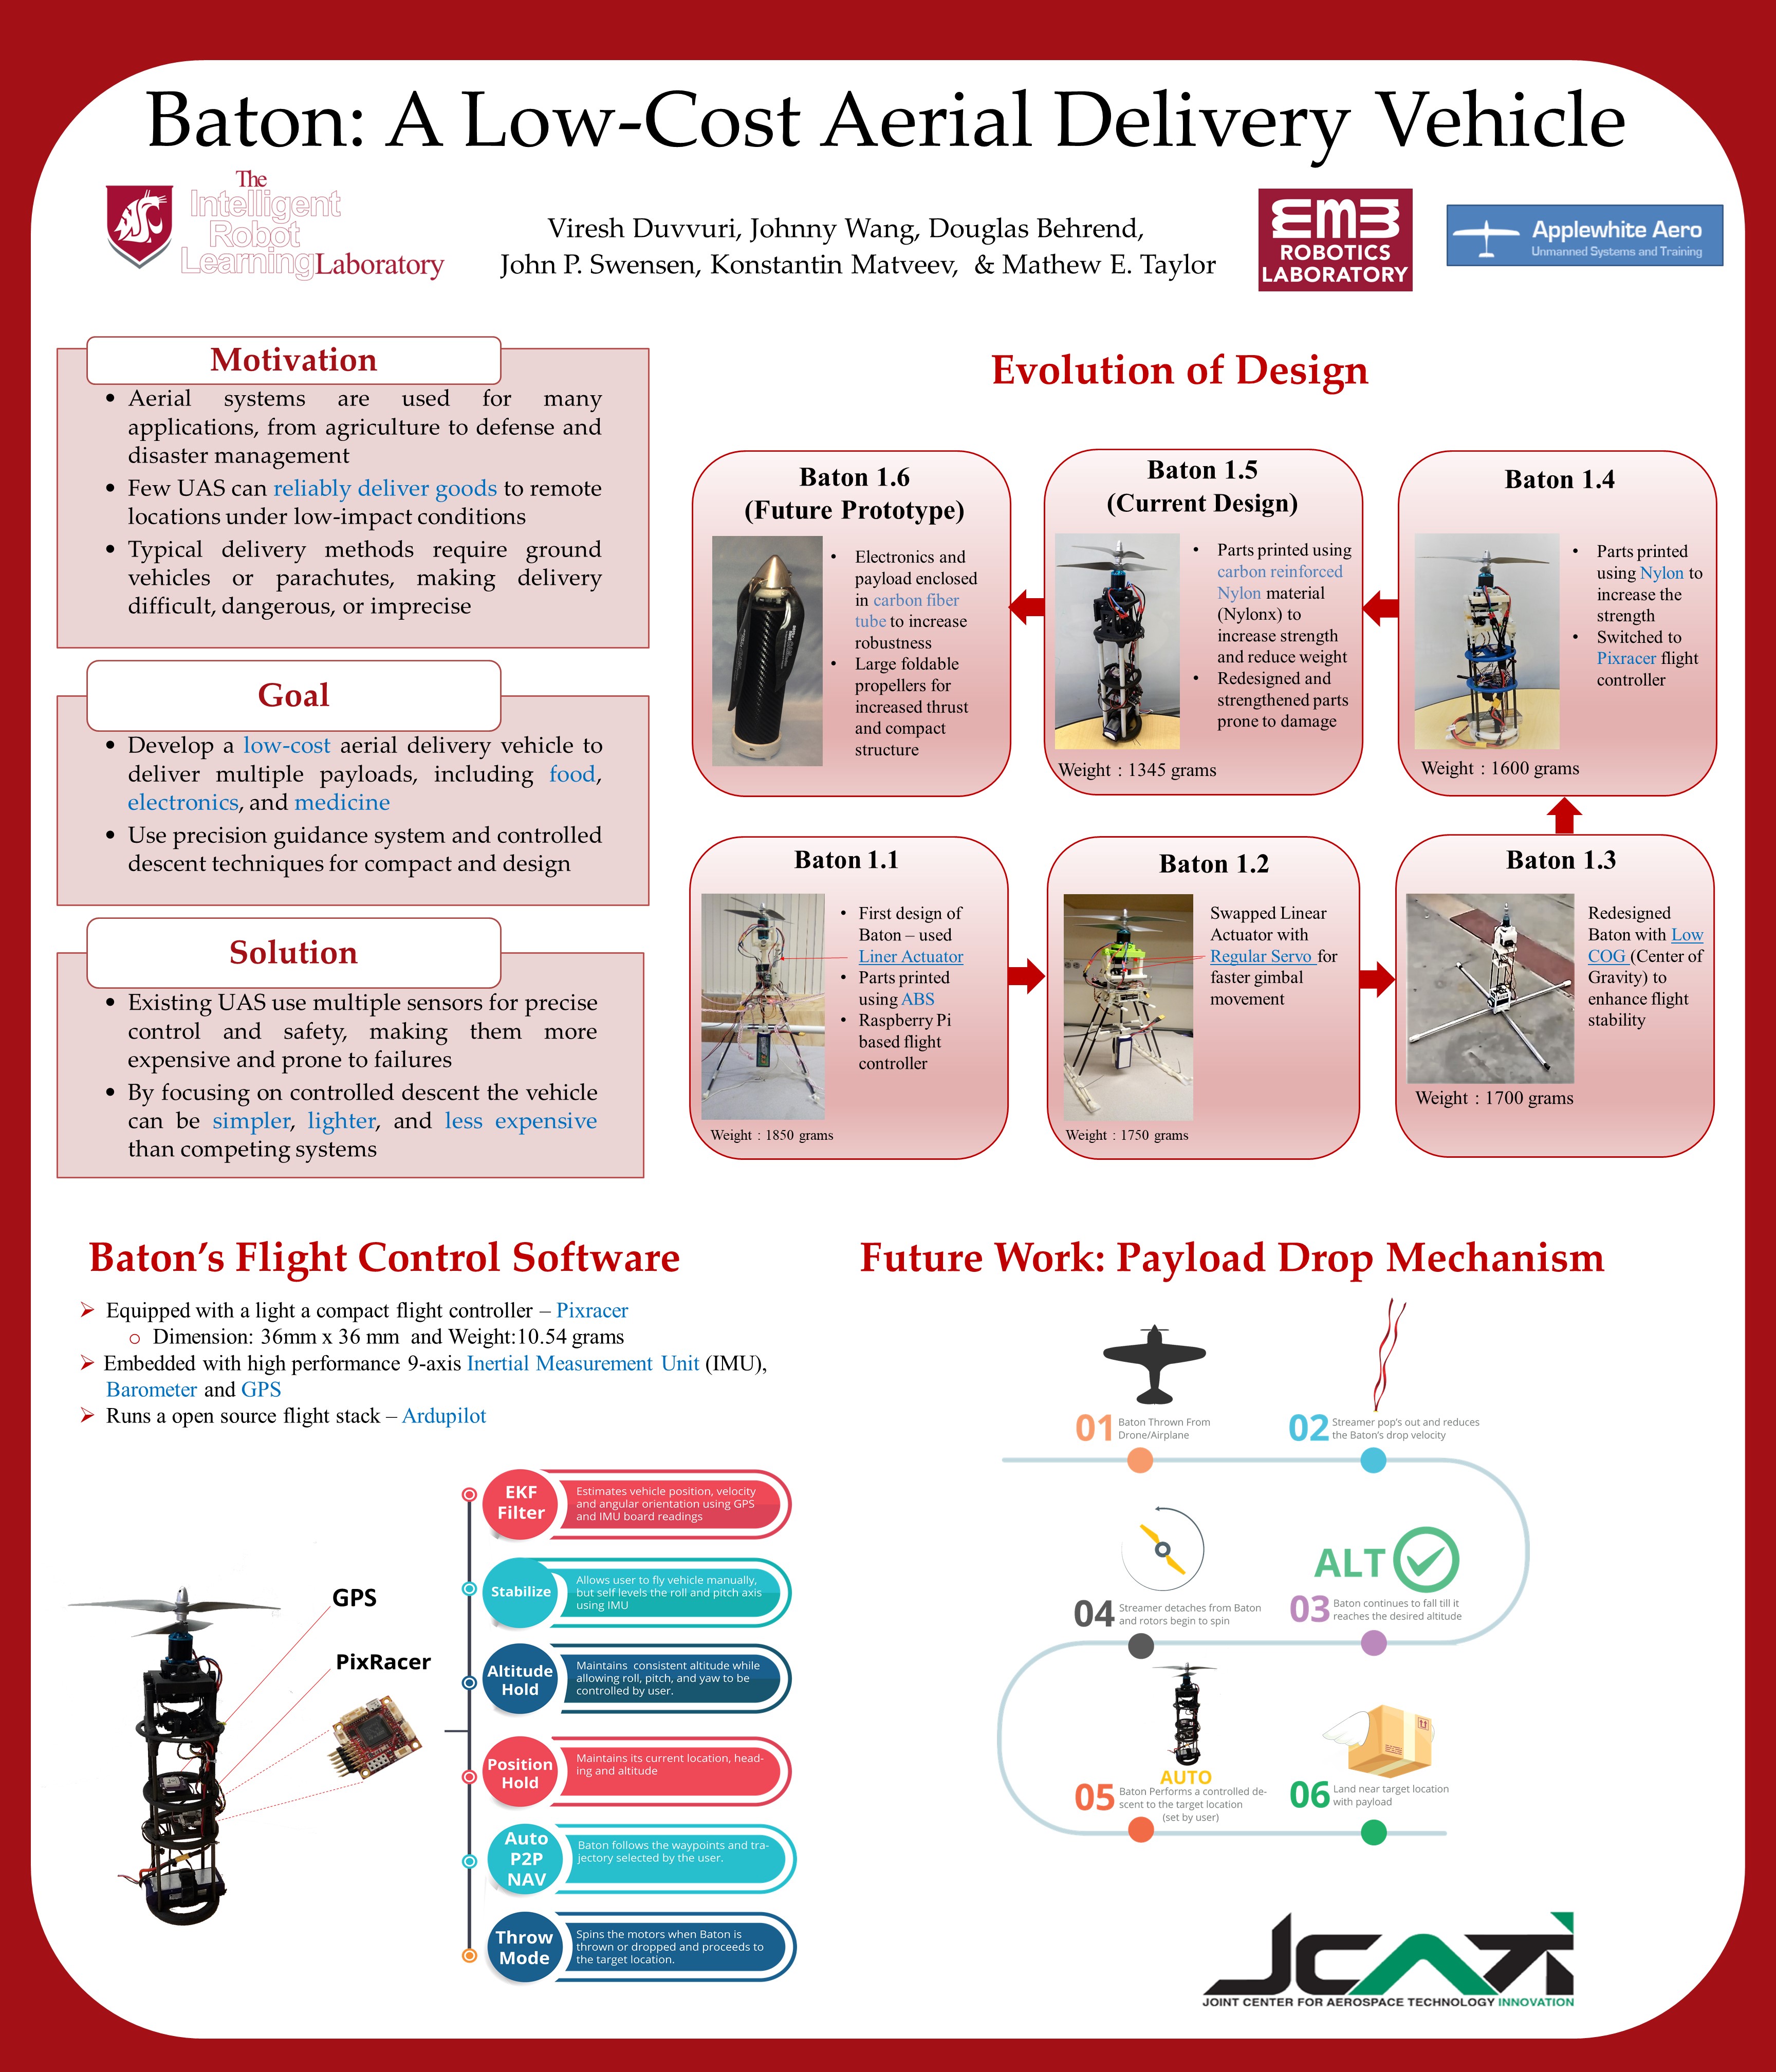 Baton: A Low-Cost Aerial Delivery Vehicle
The
Intelligent
Robot
LearningLaboratory
Viresh Duvvuri, Johnny Wang, Douglas Behrend,
John P. Swensen, Konstantin Matveev,  & Mathew E. Taylor
EM3
ROBOTICS
LABORATORY
Applewhite Aero
Unmanned Systems and Training
Motivation
• Aerial systems are used for many
applications, from agriculture to defense and
disaster management
• Few UAS can reliably deliver goods to remote
locations under low-impact conditions
• Typical delivery methods require ground
vehicles or parachutes, making delivery
difficult, dangerous, or imprecise
Goal
• Develop a low-cost aerial delivery vehicle to
deliver multiple payloads, including food,
electronics, and medicine
• Use precision guidance system and controlled
descent techniques for compact and design
Solution
• Existing UAS use multiple sensors for precise
control and safety, making them more
expensive and prone to failures
• By focusing on controlled descent the vehicle
can be simpler, lighter, and less expensive
than competing systems
Evolution of Design
Baton 1.6
(Future Prototype)
• Electronics and
payload enclosed
in carbon fiber
tube to increase
robustness
• Large foldable
propellers for
increased thrust
and compact
structure
Baton 1.5
(Current Design)
• Parts printed using
carbon reinforced
Nylon material
(Nylonx) to
increase strength
and reduce weight
• Redesigned and
strengthened parts
prone to damage
Weight : 1345 grams
Baton 1.4
• Parts printed
using Nylon to
increase the
strength
• Switched to
Pixracer flight
controller
Weight : 1600 grams
Baton 1.1
• First design of
Baton – used
Liner Actuator
• Parts printed
using ABS
• Raspberry Pi
based flight
controller
Weight : 1850 grams
Baton 1.2
Swapped Linear
Actuator with
Regular Servo for
faster gimbal
movement
Weight : 1750 grams
Baton 1.3
Redesigned
Baton with Low
COG (Center of
Gravity) to
enhance flight
stability
Weight : 1700 grams
Baton's Flight Control Software
➢ Equipped with a light a compact flight controller – Pixracer
o Dimension: 36mm x 36 mm  and Weight:10.54 grams
➢ Embedded with high performance 9-axis Inertial Measurement Unit (IMU),
Barometer and GPS
➢ Runs a open source flight stack – Ardupilot
GPS
PixRacer
EKF
Filter
Estimates vehicle position, velocity
and angular orientation using GPS
and IMU board readings
Stabilize
Allows user to fly vehicle manually,
but self levels the roll and pitch axis
using IMU
Altitude
Hold
Maintains  consistent altitude while
allowing roll, pitch, and yaw to be
controlled by user.
Position
Hold
Maintains its current location, head-
ing and altitude
Auto
P2P
NAV
Baton follows the waypoints and tra-
jectory selected by the user.
Throw
Mode
Spins the motors when Baton is
thrown or dropped and proceeds to
the target location.
Future Work: Payload Drop Mechanism
01 Baton Thrown From
Drone/Airplane
02 Streamer pop's out and reduces
the Baton's drop velocity
ALT
03 Baton continues to fall till it
reaches the desired altitude
04 Streamer detaches from Baton
and rotors begin to spin
AUTO
05 Baton Performs a controlled de-
scent to the target location
(set by user)
06 Land near target location
with payload
JCATI
JOINT CENTER FOR AEROSPACE TECHNOLOGY INNOVATION